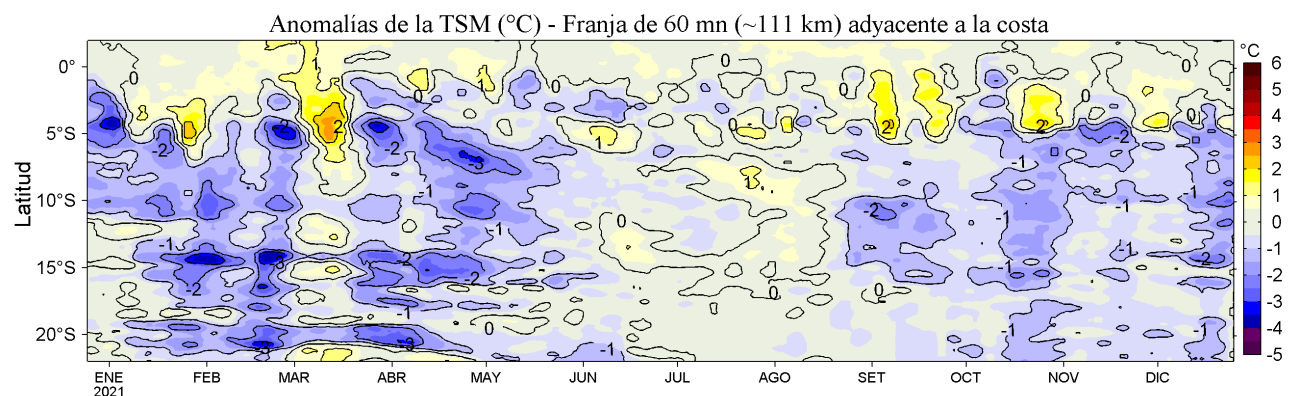 Anomalías de la TSM (°C) - Franja de 60 mn (~111 km) adyacente a la costa
°C
Latitud
0°
5°S
10°S
15°S
20°S
6
5
4
3
2
1
0
-1
-2
-3
-4
-5
ENE FEB MAR ABR MAY JUN JUL AGO SET OCT NOV DIC
2021